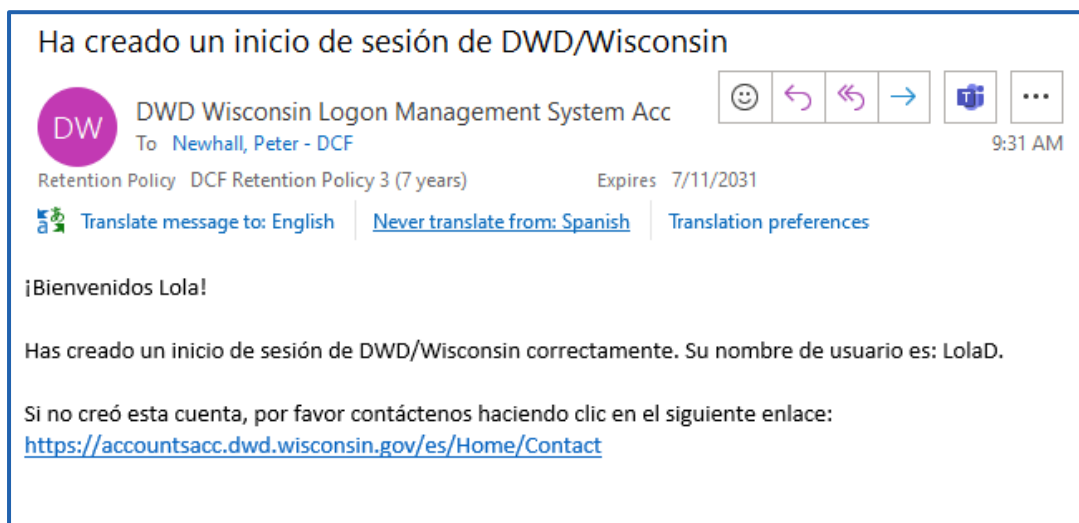 Ha creado un inicio de sesión de DWD/Wisconsin
DW
DWD Wisconsin Logon Management System Acc
To Newhall, Peter - DCF
9:31 AM
Retention Policy DCF Retention Policy 3 (7 years) Expires 7/11/2031
Translate message to: English Never translate from: Spanish Translation preferences
¡Bienvenidos Lola!
Has creado un inicio de sesión de DWD/Wisconsin correctamente. Su nombre de usuario es: LolaD.
Si no creó esta cuenta, por favor contáctenos haciendo clic en el siguiente enlace:
https://accountsacc.dwd.wisconsin.gov/es/Home/Contact